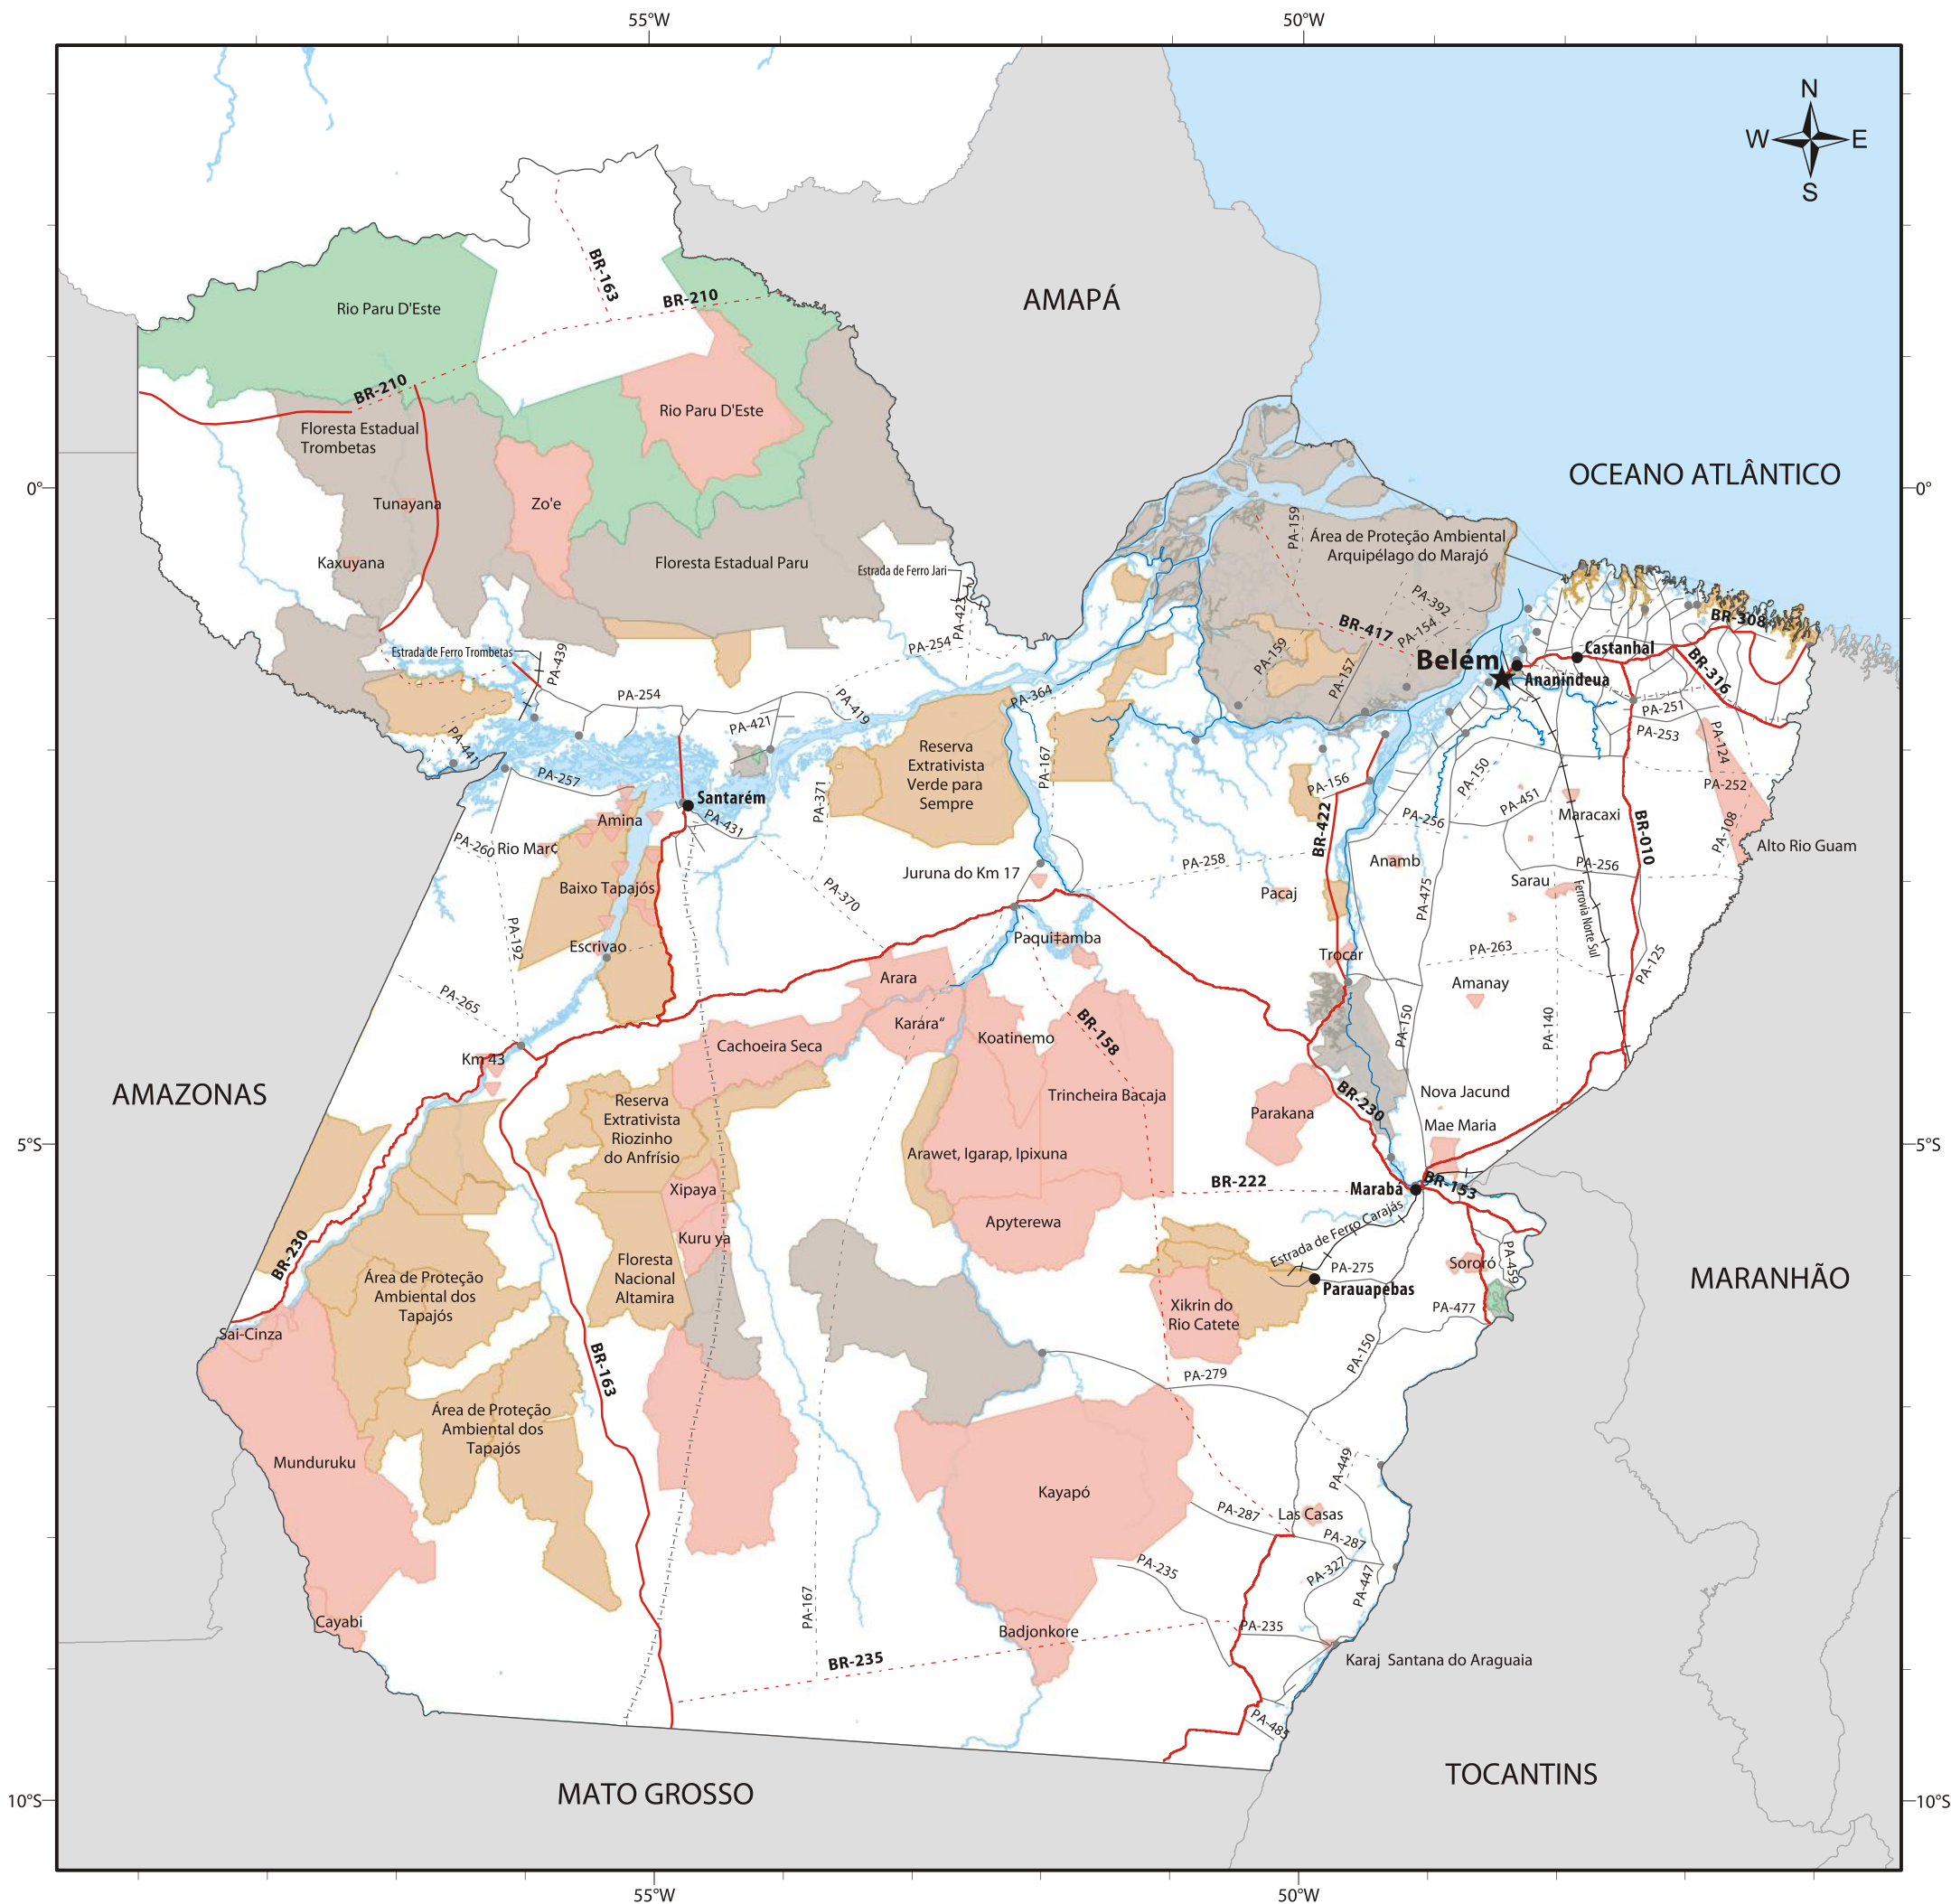 55°W
50°W
N
W
E
S
AMAPÁ
BR-163
BR-210
Rio Paru D'Este
BR-210
Rio Paru D'Este
Floresta Estadual
Trombetas
OCEANO ATLÂNTICO
0°
0°
Tunayana
Zo'e
PA-159
Área de Proteção Ambiental
Arquipélago do Marajó
Kaxuyana
Floresta Estadual Paru
Estrada de Ferro Jari
PA-423
PA-392
BR-308
BR-417
PA-154
PA-254
Estrada de Ferro Trombetas
PA-439
PA-159
PA-157
Belém
Castanhal
BR-316
Ananindeua
PA-254
PA-419
PA-364
PA-421
PA-251
PA-253
PA-124
PA-441
PA-257
PA-371
Reserva
Extrativista
Verde para
Sempre
PA-167
PA-156
PA-150
PA-252
Santarém
PA-431
PA-451
Maracaxi
Amina
PA-256
BR-422
BR-010
PA-108
Alto Rio Guam
PA-260
Rio Mar¢
Baixo Tapajós
PA-370
Juruna do Km 17
PA-258
Pacaj
Anamb
PA-475
Sarau
PA-256
Ferrovia Norte Sul
PA-192
Escrivao
Paqui‡amba
Trocar
PA-263
PA-125
PA-265
Arara
Amanay
Karara“
Koatinemo
BR-158
PA-150
PA-140
Cachoeira Seca
Km 43
AMAZONAS
Trincheira Bacaja
Parakana
BR-230
Nova Jacund
Mae Maria
Reserva
Extrativista
Riozinho
do Anfrísio
5°S
5°S
Arawet, Igarap, Ipixuna
Xipaya
BR-222
Marabá
BR-153
Apyterewa
Kuru ya
Estrada de Ferro Carajás
PA-275
Parauapebas
Sororó
PA-459
BR-230
Floresta
Nacional
Altamira
Área de Proteção
Ambiental dos
Tapajós
MARANHÃO
Xikrin do
Rio Catete
PA-477
Sai-Cinza
PA-150
BR-163
PA-279
Área de Proteção
Ambiental dos
Tapajós
Munduruku
Kayapó
PA-449
PA-287
Las Casas
PA-287
PA-235
PA-327
PA-447
PA-167
Cayabi
Badjonkore
PA-235
BR-235
Karaj Santana do Araguaia
PA-485
TOCANTINS
MATO GROSSO
10°S
10°S
55°W
50°W